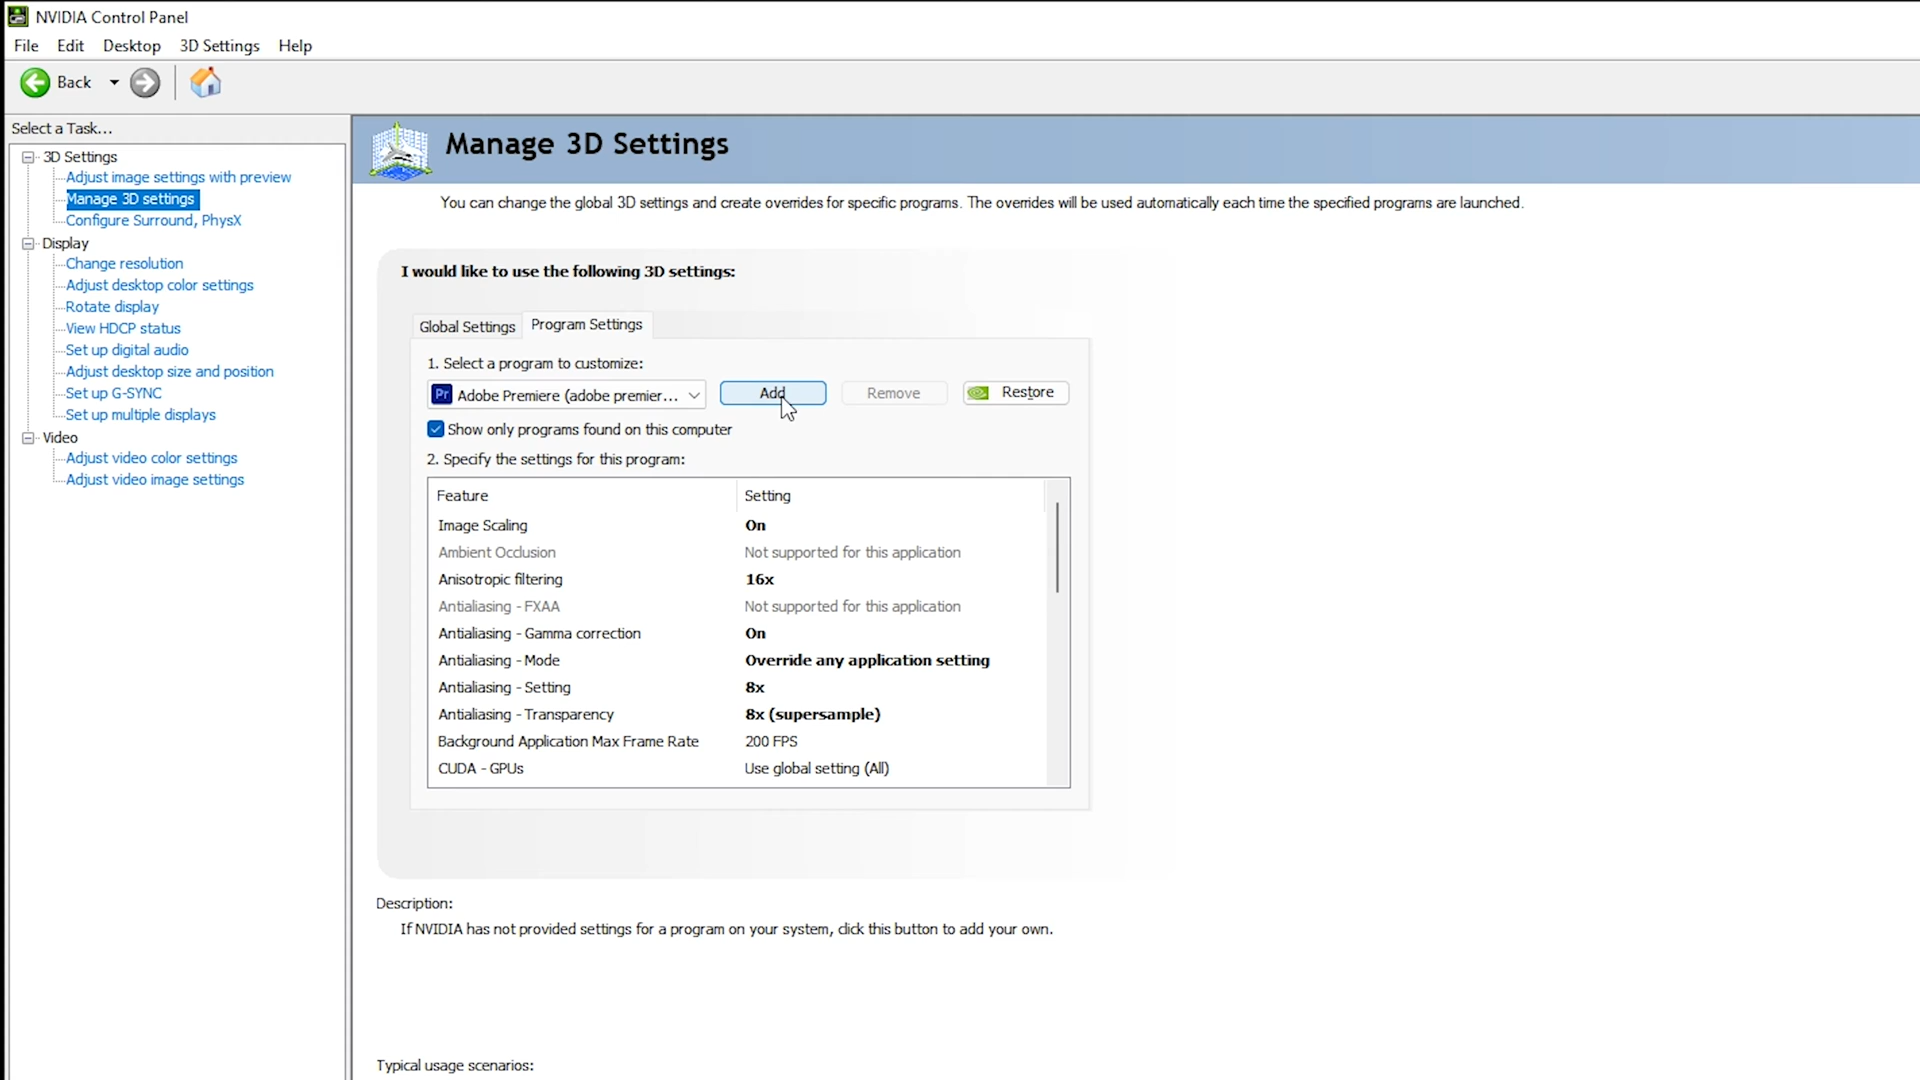 NVIDIA Control Panel
File Edit Desktop 3D Settings Help
Back
Select a Task...
3D Settings
Adjust image settings with preview
Manage 3D settings
Configure Surround, PhysX
Display
Change resolution
Adjust desktop color settings
Rotate display
View HDCP status
Set up digital audio
Adjust desktop size and position
Set up G-SYNC
Set up multiple displays
Video
Adjust video color settings
Adjust video image settings
Manage 3D Settings
You can change the global 3D settings and create overrides for specific programs. The overrides will be used automatically each time the specified programs are launched.
I would like to use the following 3D settings:
Global Settings Program Settings
1. Select a program to customize:
Pr Adobe Premiere (adobe premier... Add Remove Restore
Show only programs found on this computer
2. Specify the settings for this program:
Feature Setting
Image Scaling On
Ambient Occlusion Not supported for this application
Anisotropic filtering 16x
Antialiasing - FXAA Not supported for this application
Antialiasing - Gamma correction On
Antialiasing - Mode Override any application setting
Antialiasing - Setting 8x
Antialiasing - Transparency 8x (supersample)
Background Application Max Frame Rate 200 FPS
CUDA - GPUs Use global setting (All)
Description:
If NVIDIA has not provided settings for a program on your system, click this button to add your own.
Typical usage scenarios: